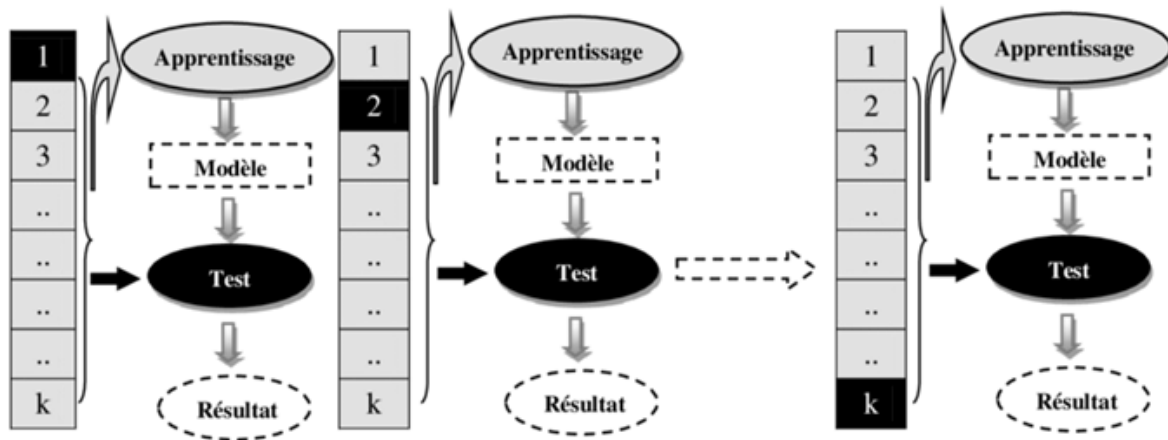 1
2
3
..
..
..
..
k
Apprentissage
Modèle
Test
Résultat
1
2
3
..
..
..
..
k
Apprentissage
Modèle
Test
Résultat
1
2
3
..
..
..
..
k
Apprentissage
Modèle
Test
Résultat